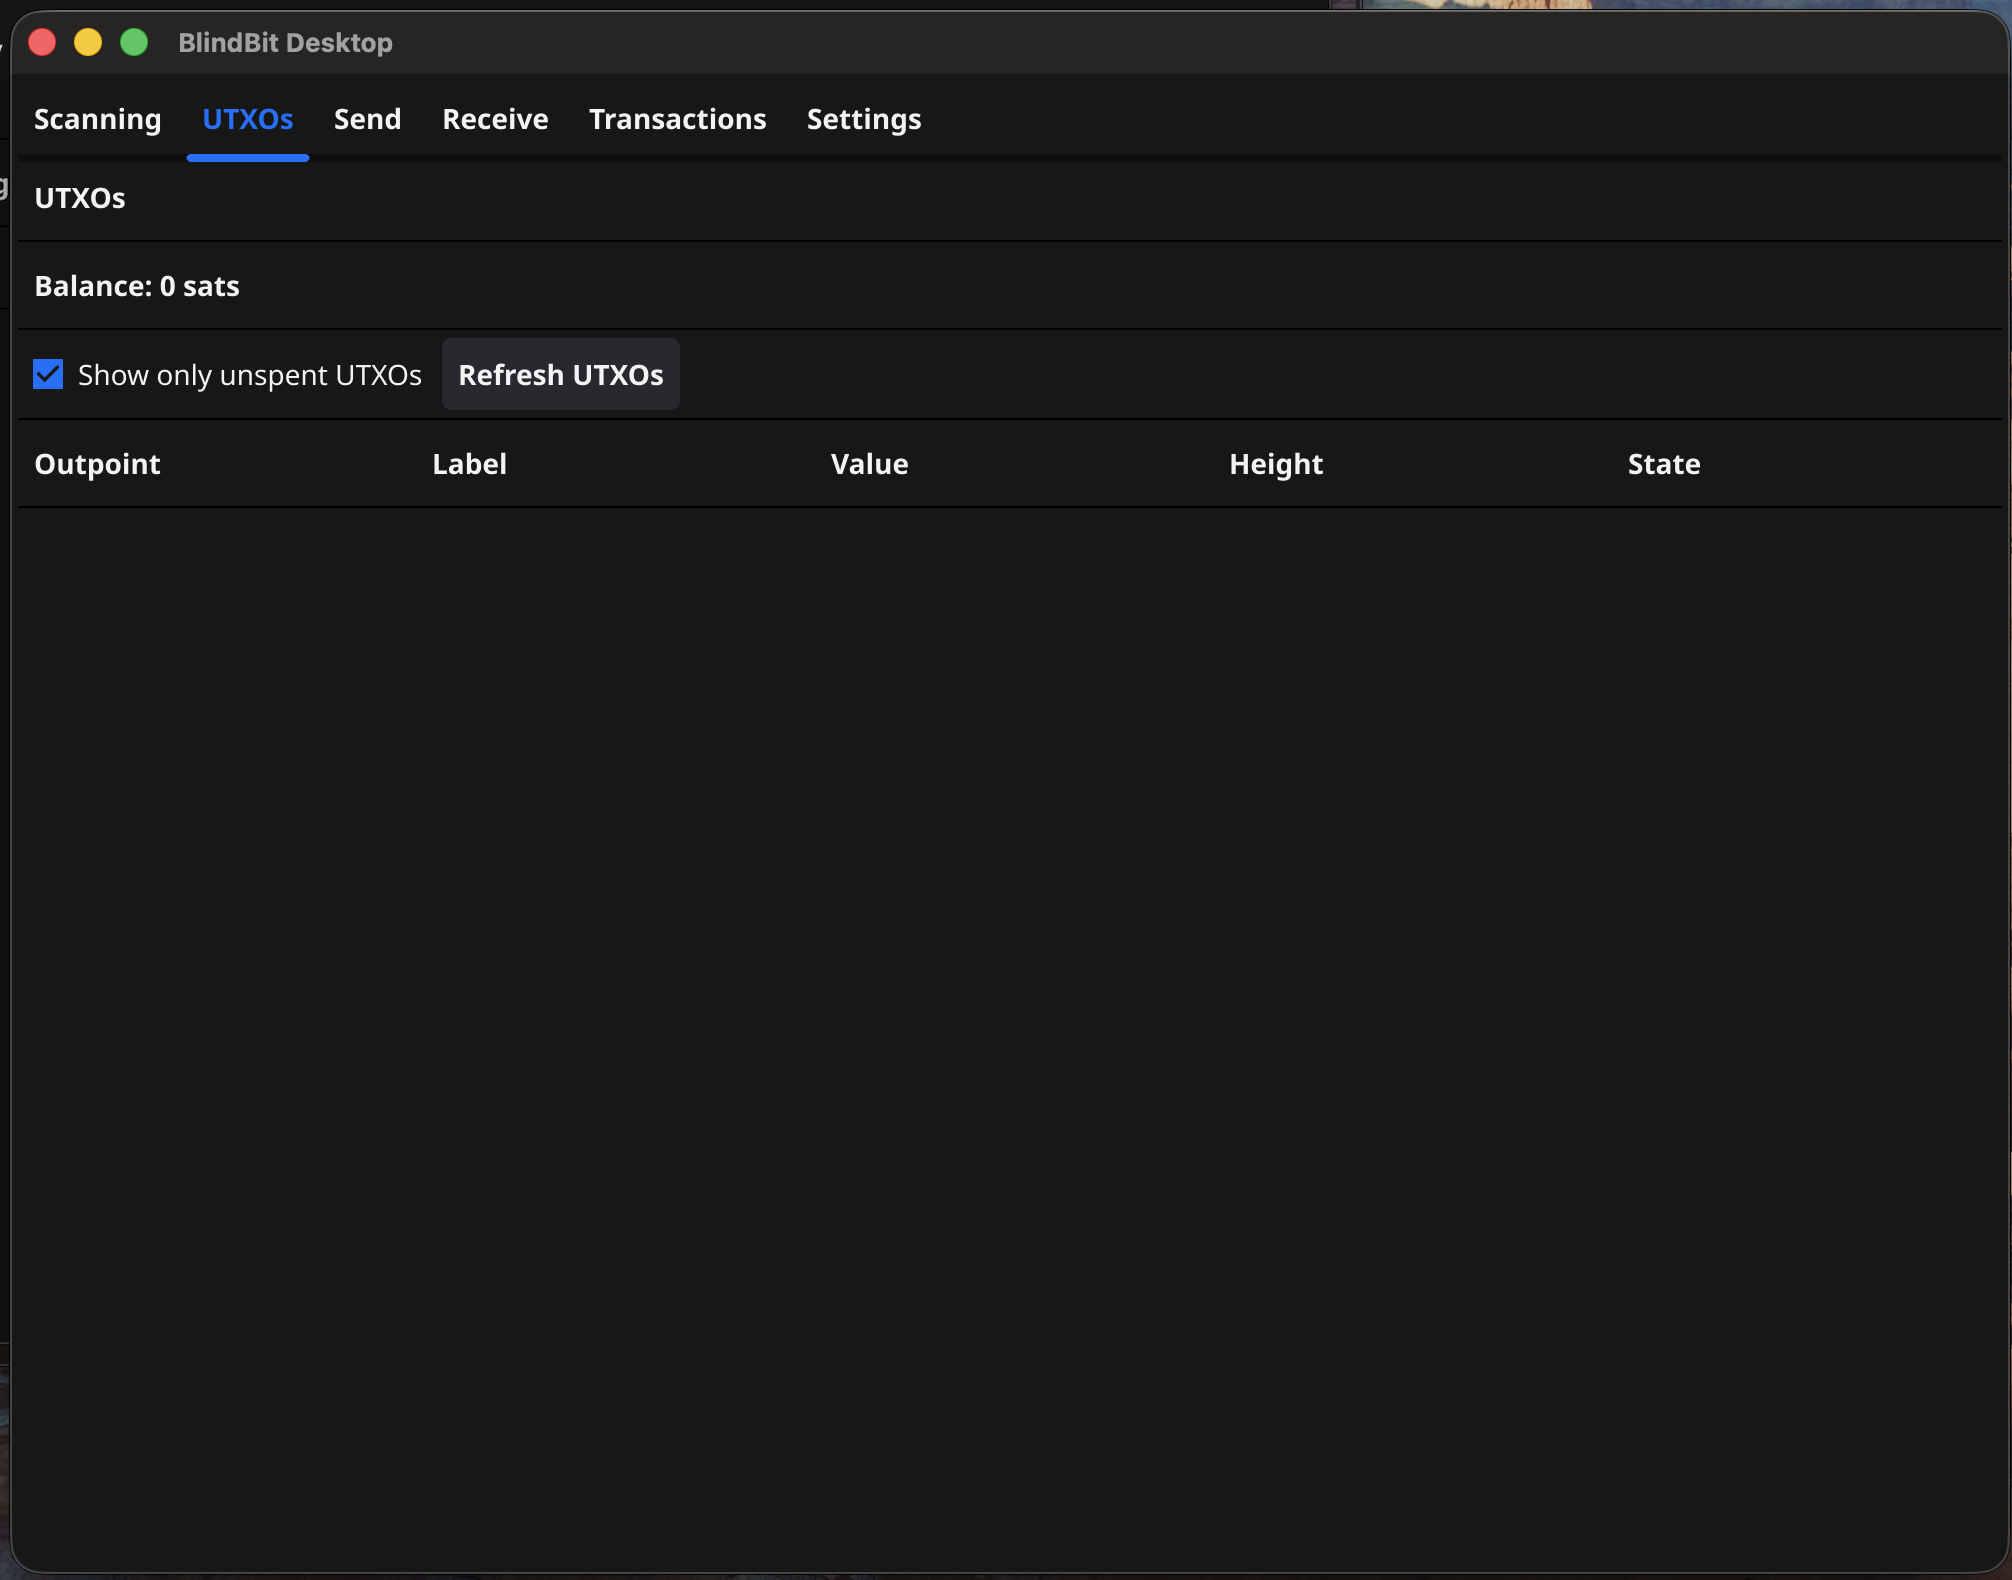 BlindBit Desktop
Scanning UTXOs Send Receive Transactions Settings
UTXOs
Balance: 0 sats
Show only unspent UTXOs Refresh UTXOs
Outpoint Label Value Height State